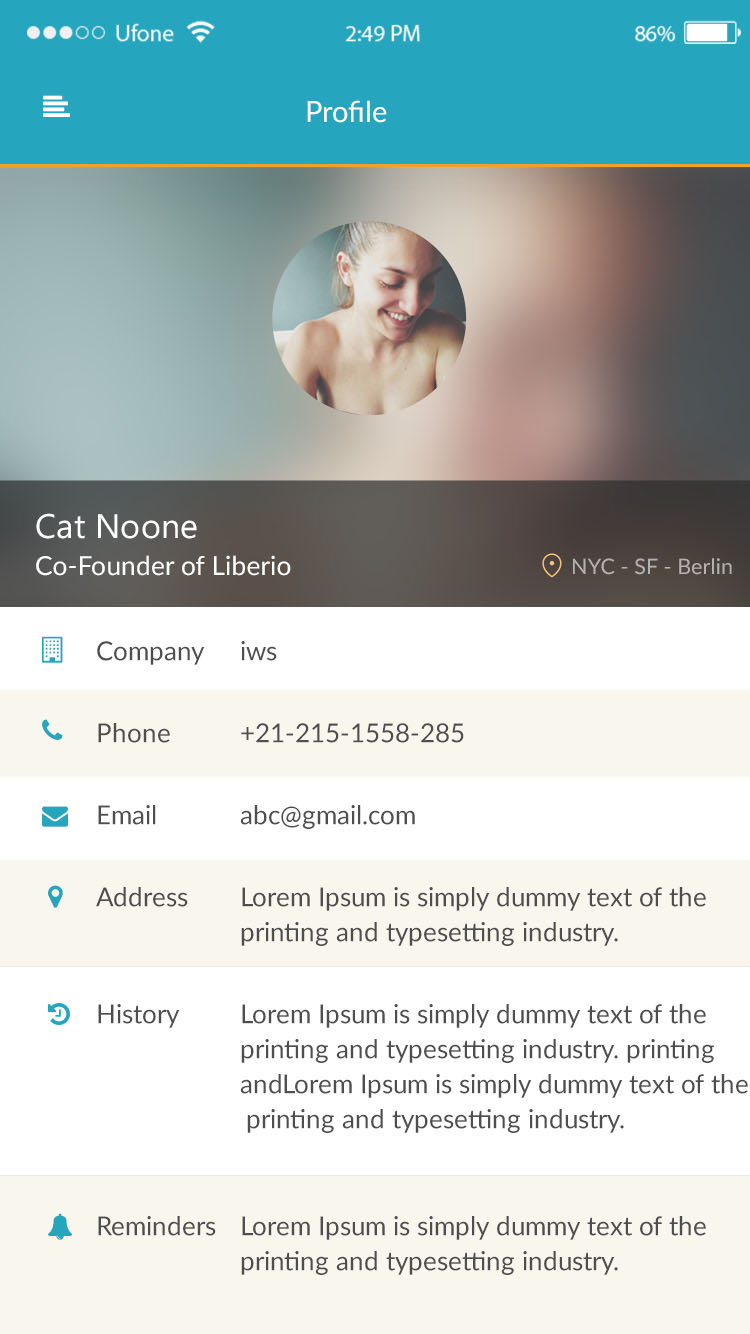 Ufone 2:49 PM 86%
Profile
Cat Noone
Co-Founder of Liberio
NYC - SF - Berlin
Company iws
Phone +21-215-1558-285
Email abc@gmail.com
Address Lorem Ipsum is simply dummy text of the
printing and typesetting industry.
History Lorem Ipsum is simply dummy text of the
printing and typesetting industry. printing
andLorem Ipsum is simply dummy text of the
printing and typesetting industry.
Reminders Lorem Ipsum is simply dummy text of the
printing and typesetting industry.